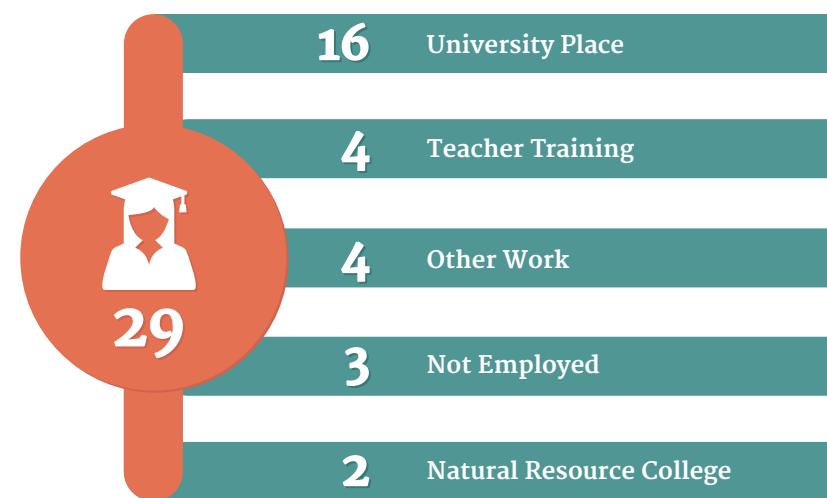 29
16 University Place
4 Teacher Training
4 Other Work
3 Not Employed
2 Natural Resource College